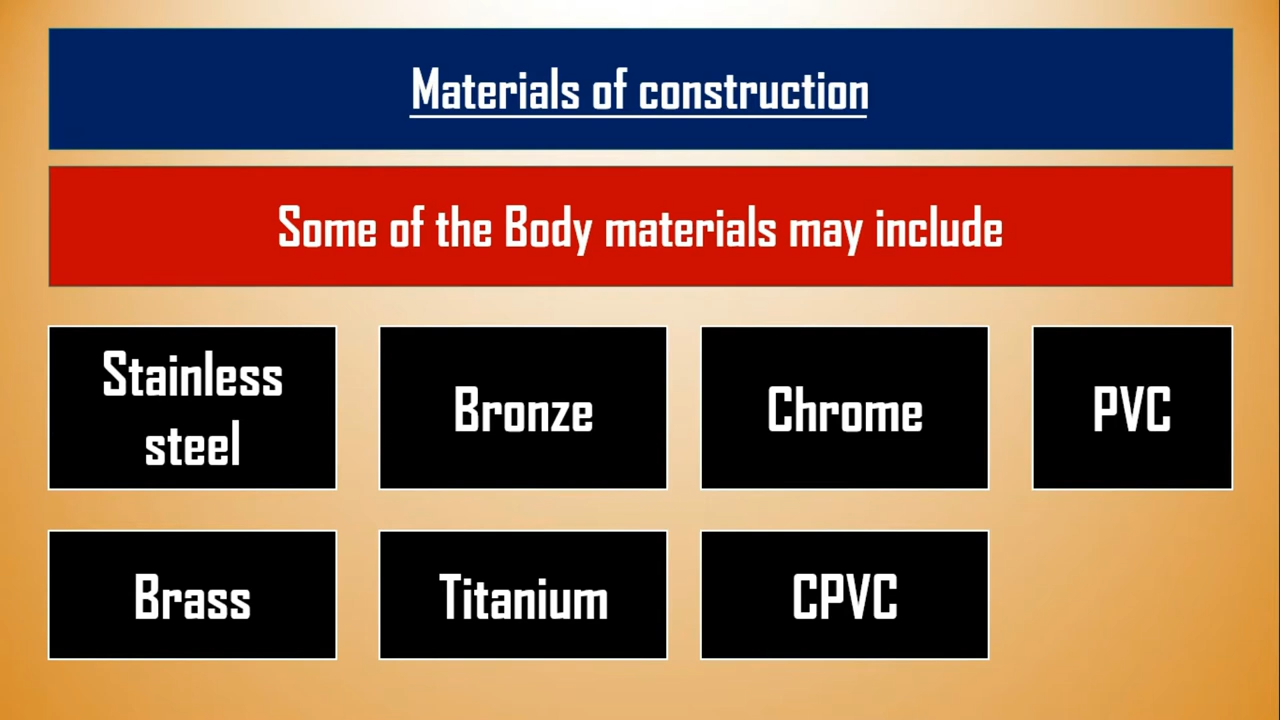 Materials of construction
Some of the Body materials may include
Stainless
steel
Bronze
Chrome
PVC
Brass
Titanium
CPVC